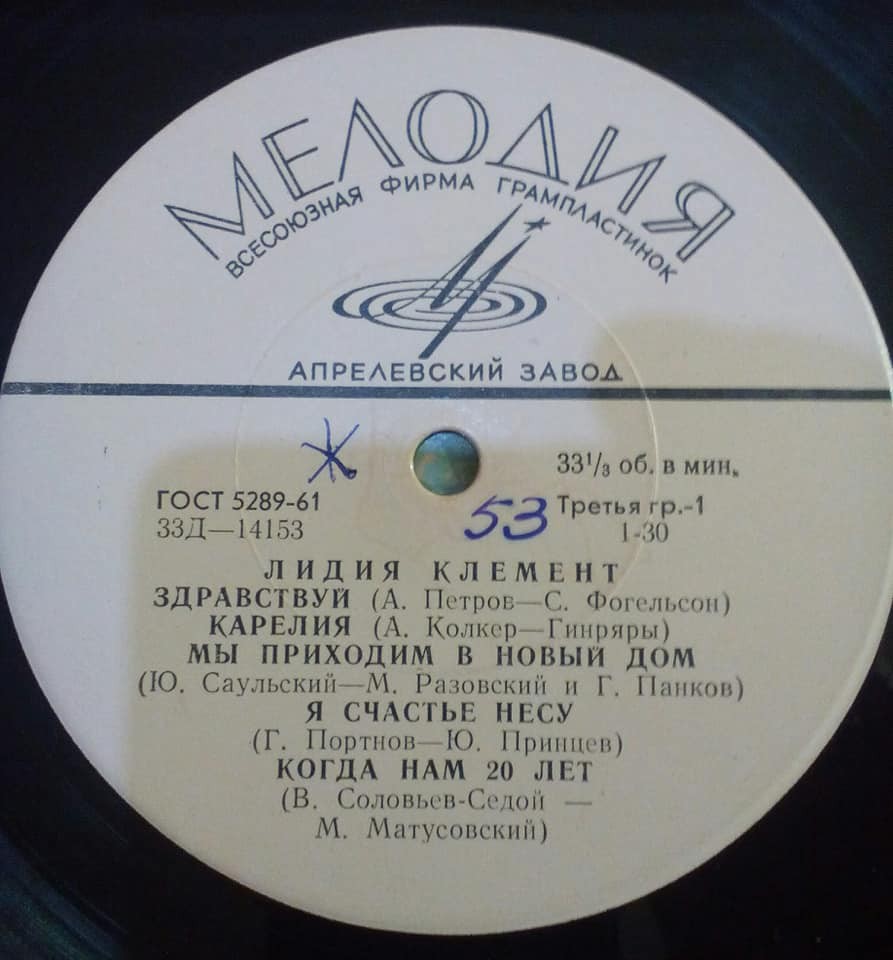 МЕЛОДИЯ
ВСЕСОЮЗНАЯ ФИРМА ГРАМПЛАСТИНОК
АПРЕЛЕВСКИЙ ЗАВОД
Ж
33 1/3 об. в мин.
ГОСТ 5289-61
53
Третья гр.-1
33Д—14153
1-30
ЛИДИЯ КЛЕМЕНТ
ЗДРАВСТВУЙ (А. Петров—С. Фогельсон)
КАРЕЛИЯ (А. Колкер—Гинряры)
МЫ ПРИХОДИМ В НОВЫЙ ДОМ
(Ю. Саульский—М. Разовский и Г. Панков)
Я СЧАСТЬЕ НЕСУ
(Г. Портнов—Ю. Принцев)
КОГДА НАМ 20 ЛЕТ
(В. Соловьев-Седой —
М. Матусовский)